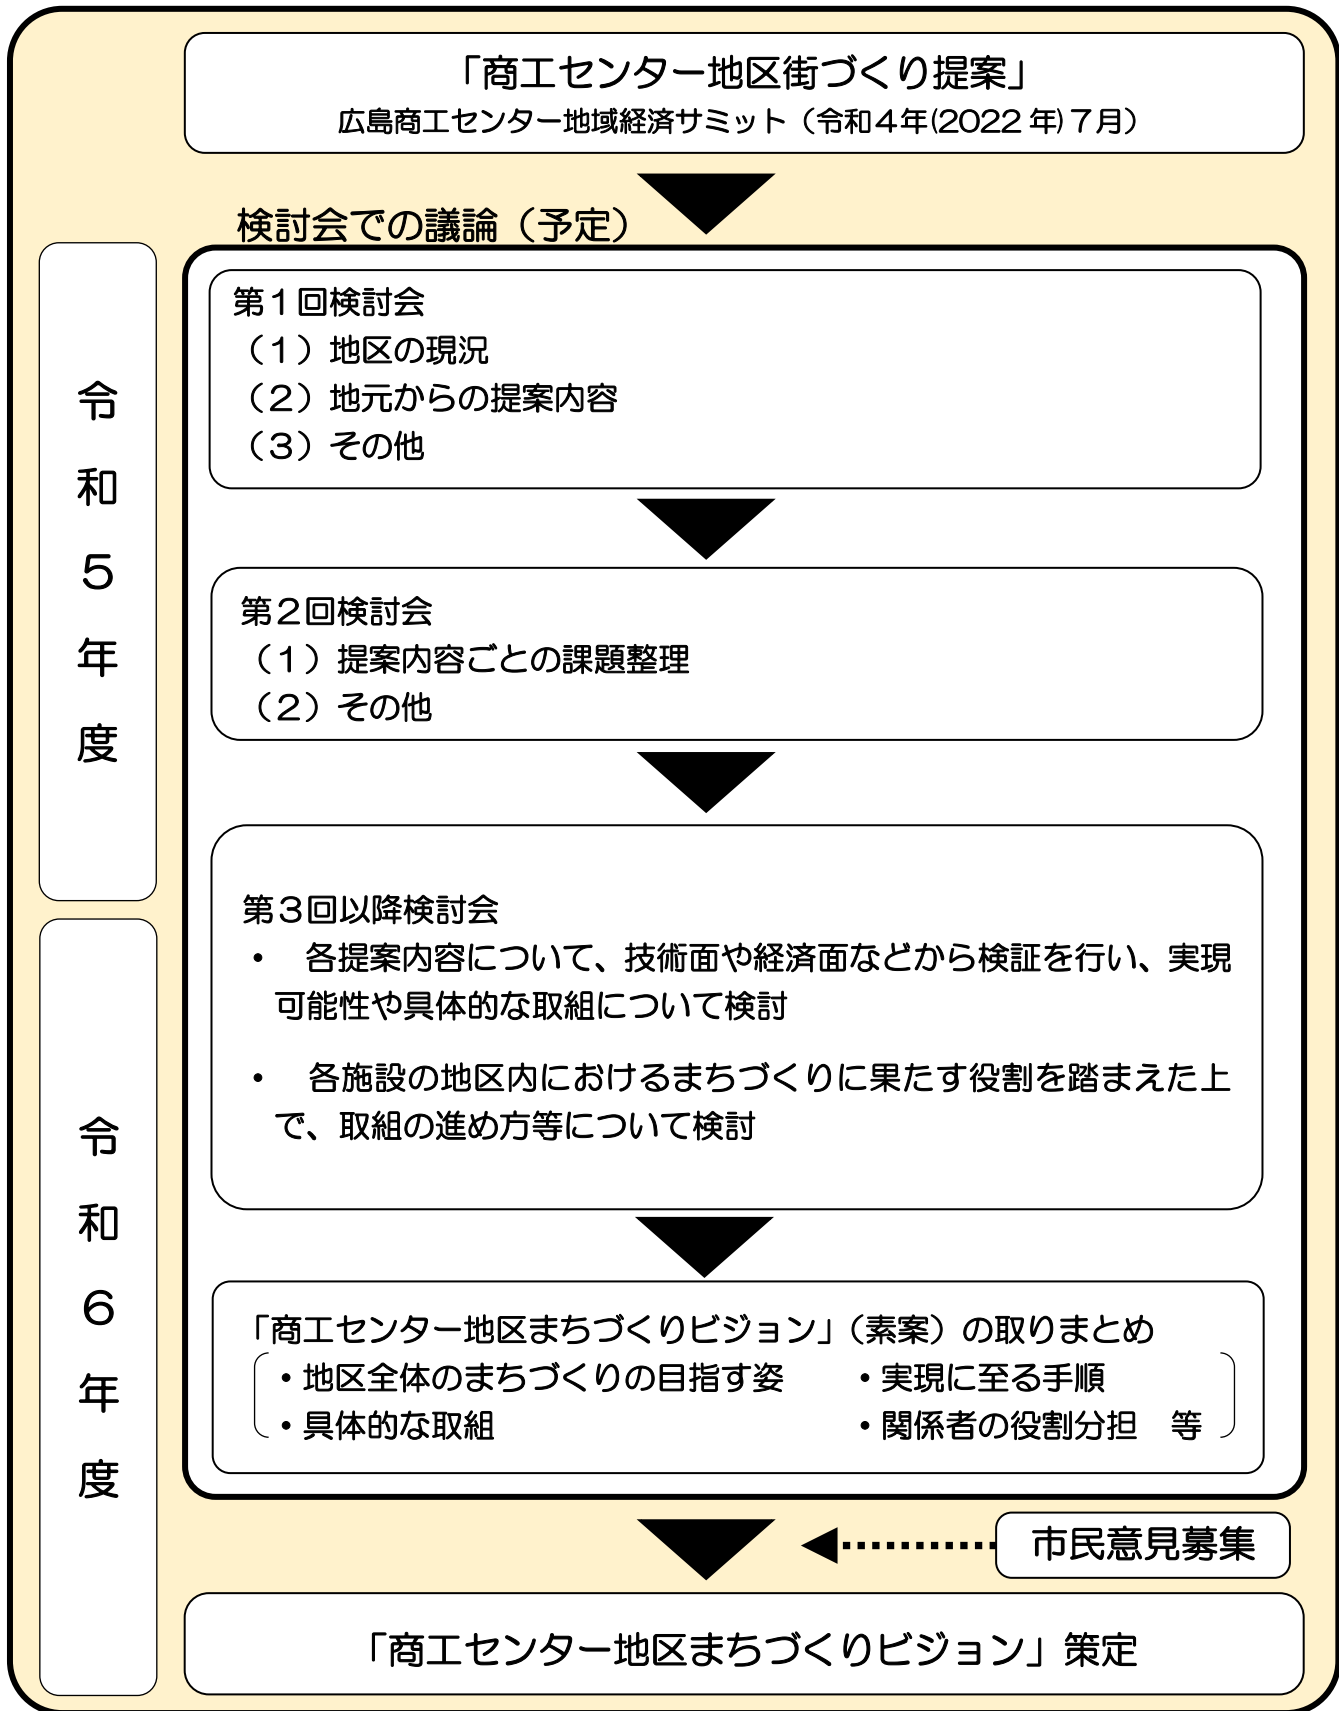 「商工センター地区街づくり提案」
広島商工センター地域経済サミット（令和４年(2022 年)７月）
検討会での議論（予定）
令和５年度
第１回検討会
（１）地区の現況
（２）地元からの提案内容
（３）その他
第２回検討会
（１）提案内容ごとの課題整理
（２）その他
第３回以降検討会
・　各提案内容について、技術面や経済面などから検証を行い、実現
可能性や具体的な取組について検討
・　各施設の地区内におけるまちづくりに果たす役割を踏まえた上
で、取組の進め方等について検討
令和６年度
「商工センター地区まちづくりビジョン」（素案）の取りまとめ
・地区全体のまちづくりの目指す姿　　・実現に至る手順
・具体的な取組　　・関係者の役割分担　等
市民意見募集
「商工センター地区まちづくりビジョン」策定